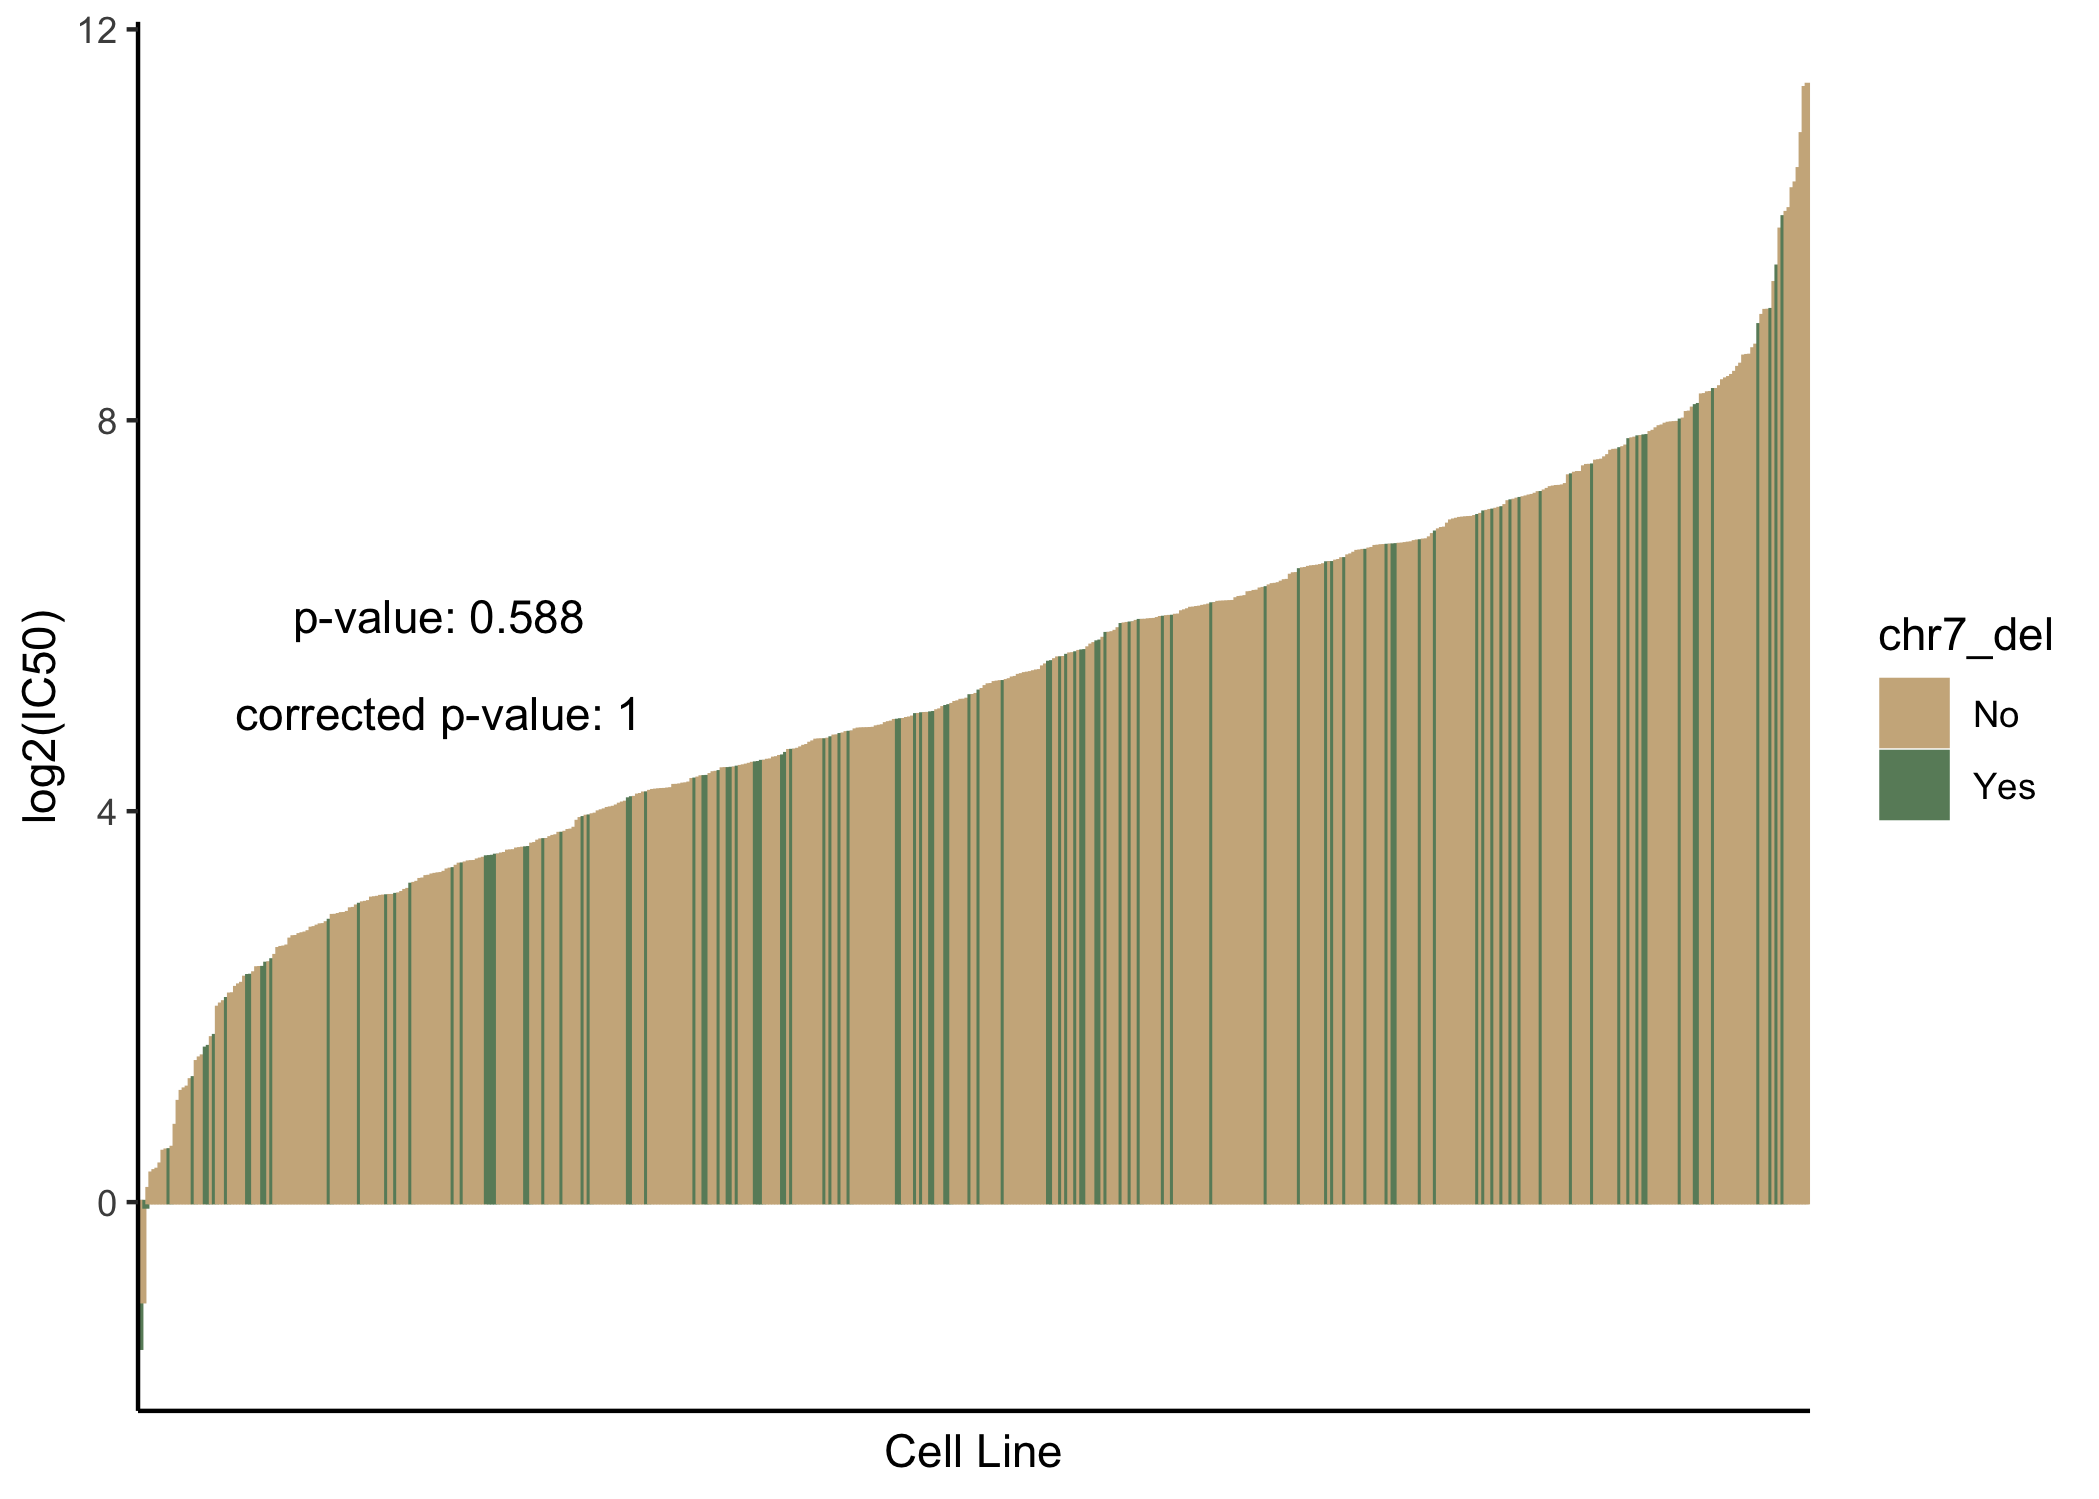 12
8
4
0
log2(IC50)
p-value: 0.588
corrected p-value: 1
Cell Line
chr7_del
No
Yes